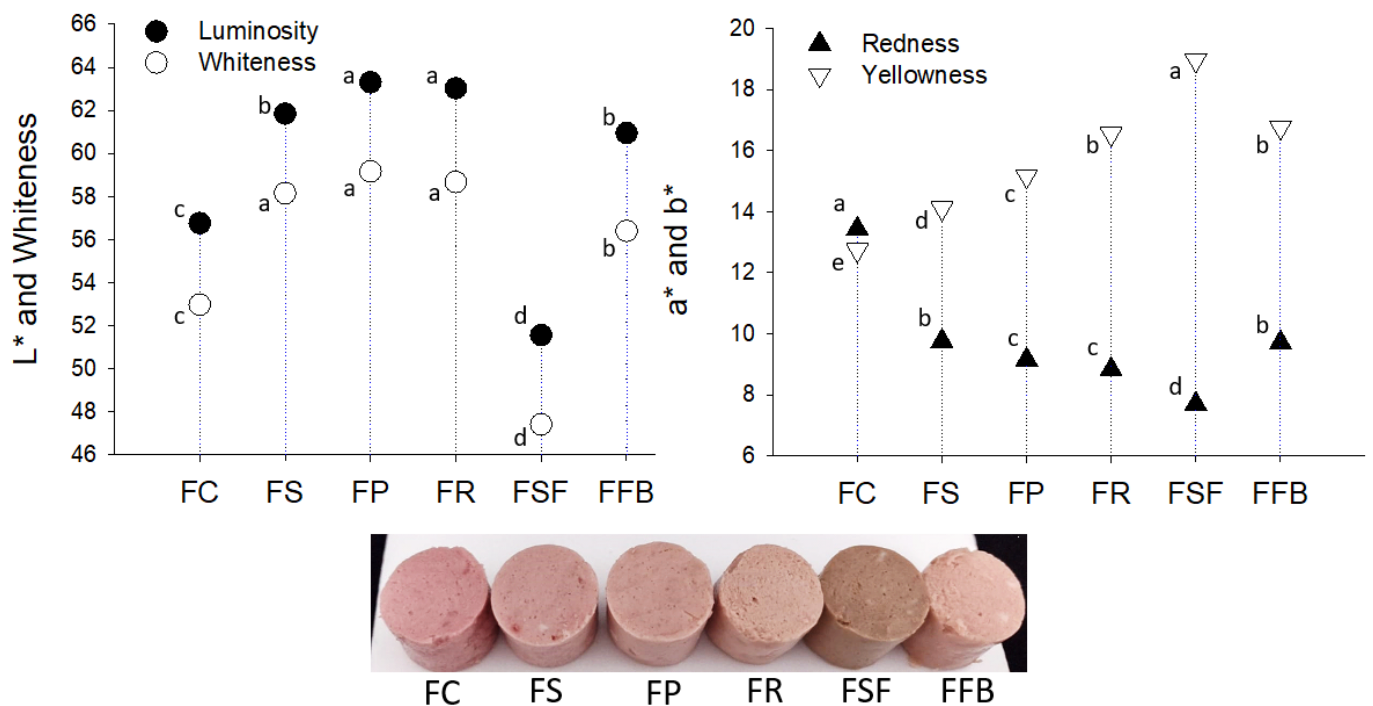 Luminosity
Whiteness
L* and Whiteness
66
64
62
60
58
56
54
52
50
48
46
c
c
b
a
a
a
a
a
d
d
b
b
FC FS FP FR FSF FFB
Redness
Yellowness
a* and b*
20
18
16
14
12
10
8
6
a
e
d
b
c
c
b
c
a
d
b
b
FC FS FP FR FSF FFB
FC FS FP FR FSF FFB